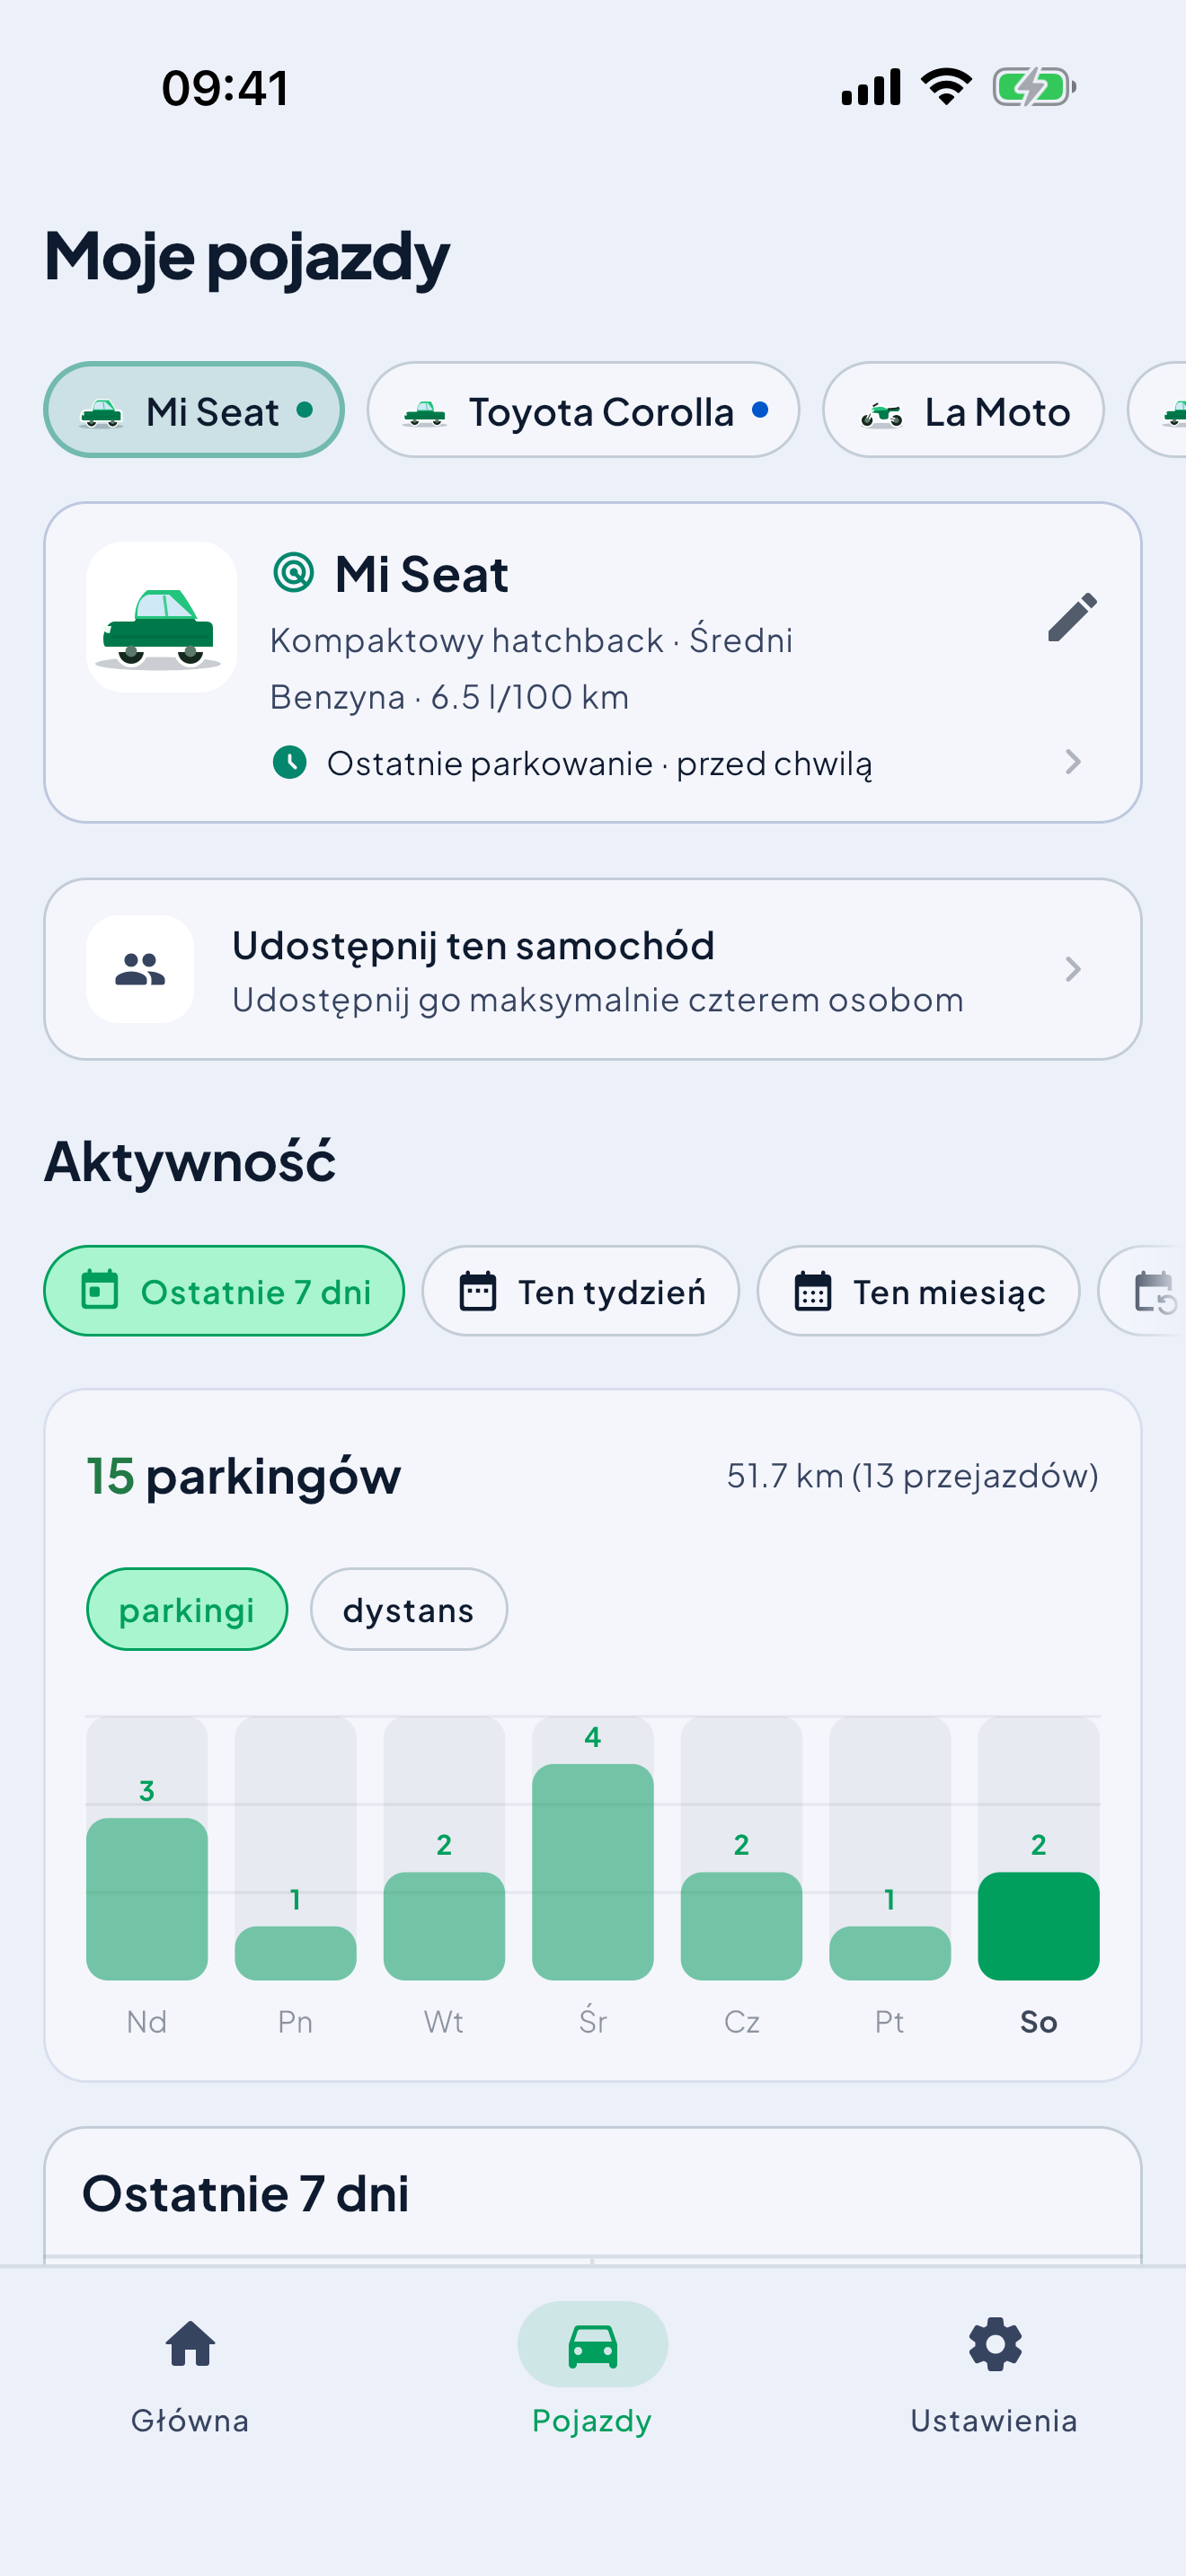 09:41
Moje pojazdy
Mi Seat
Toyota Corolla
La Moto
Mi Seat
Kompaktowy hatchback · Średni
Benzyna · 6.5 l/100 km
Ostatnie parkowanie · przed chwilą
Udostępnij ten samochód
Udostępnij go maksymalnie czterem osobom
Aktywność
Ostatnie 7 dni
Ten tydzień
Ten miesiąc
15 parkingów
51.7 km (13 przejazdów)
parkingi
dystans
3
1
2
4
2
1
2
Nd
Pn
Wt
Śr
Cz
Pt
So
Ostatnie 7 dni
Główna
Pojazdy
Ustawienia